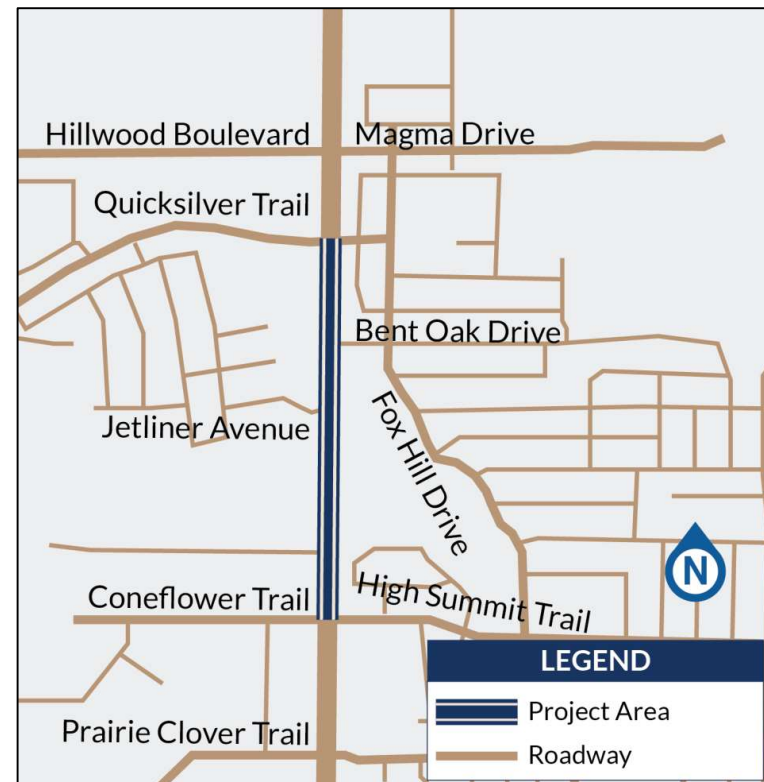 Hillwood Boulevard
Magma Drive
Quicksilver Trail
Bent Oak Drive
Jetliner Avenue
Fox Hill Drive
N
Coneflower Trail
High Summit Trail
LEGEND
Project Area
Prairie Clover Trail
Roadway